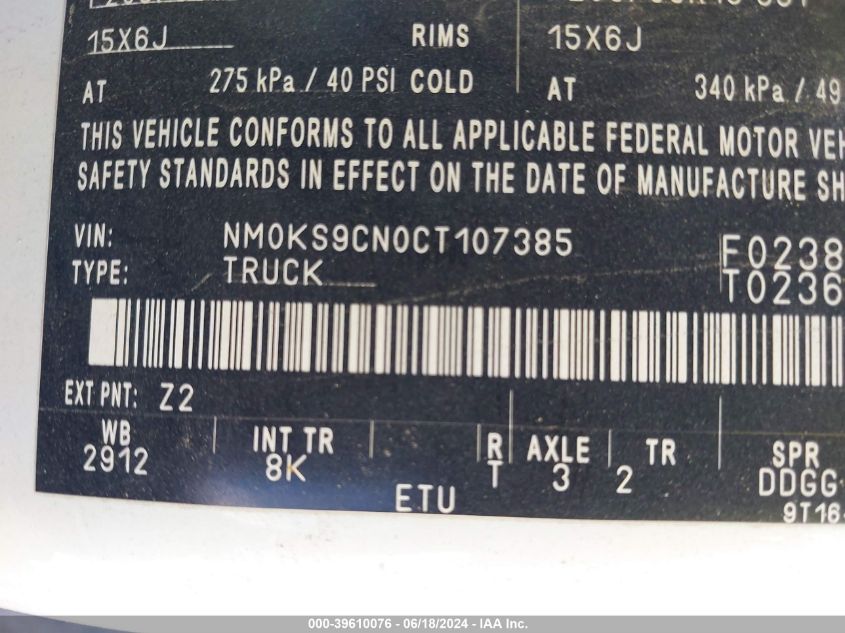 15X6J RIMS 15X6J
AT 275 kPa / 40 PSI COLD AT 340 kPa / 49
THIS VEHICLE CONFORMS TO ALL APPLICABLE FEDERAL MOTOR VEH
SAFETY STANDARDS IN EFFECT ON THE DATE OF MANUFACTURE SH
VIN: NM0KS9CN0CT107385 F0238
TYPE: TRUCK T0236
EXT PNT: Z2
WB INT TR R AXLE TR SPR
2912 8K T 3 2 DDGG
ETU 9T16-
000-39610076 - 06/18/2024 - IAA Inc.